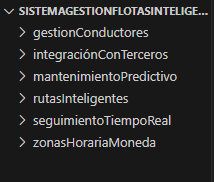 SISTEMAGESTIONFLOTASINTELIGE...
gestionConductores
integraciónConTerceros
mantenimientoPredictivo
rutasInteligentes
seguimientoTiempoReal
zonasHorariaMoneda